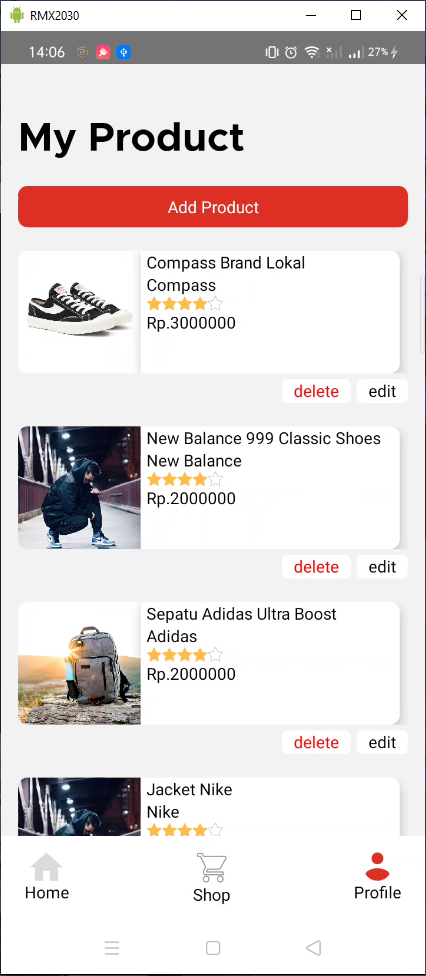 RMX2030
14:06
27%
My Product
Add Product
Compass Brand Lokal
Compass
Rp.3000000
delete edit
New Balance 999 Classic Shoes
New Balance
Rp.2000000
delete edit
Sepatu Adidas Ultra Boost
Adidas
Rp.2000000
delete edit
Jacket Nike
Nike
Home Shop Profile